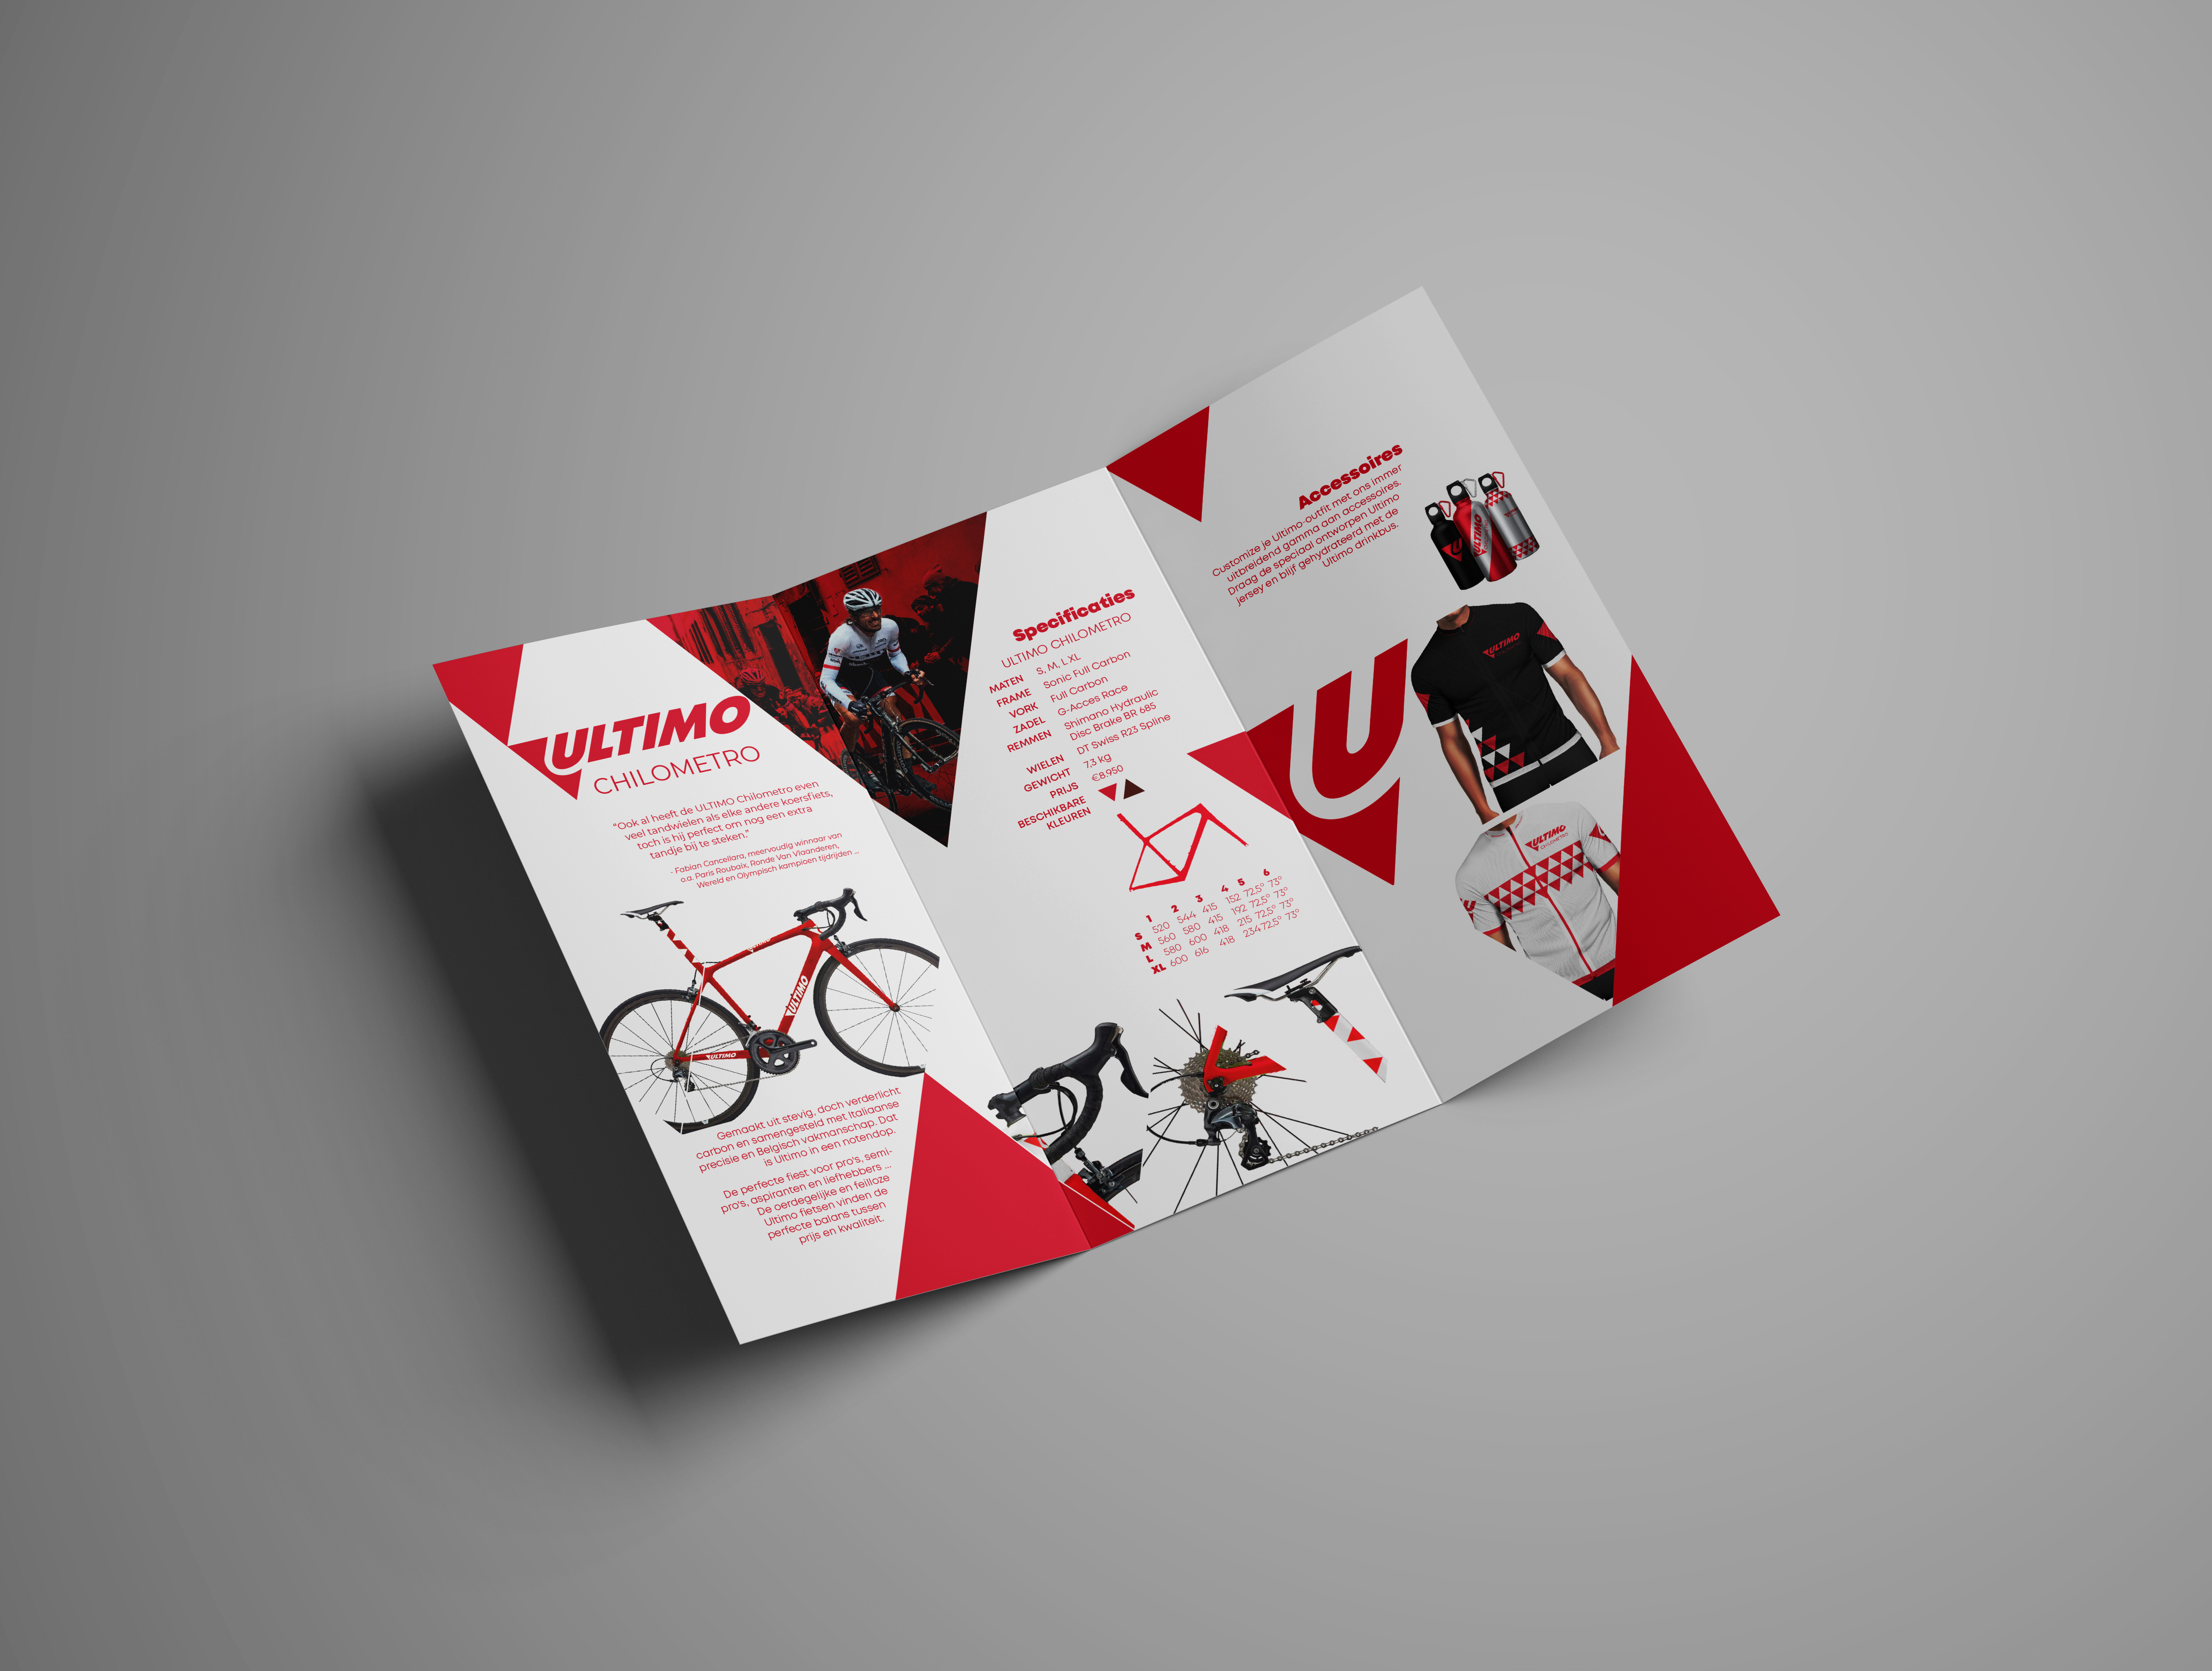 ULTIMO
CHILOMETRO
“Ook al heeft de ULTIMO Chilometro even
veel tandwielen als elke andere koersfiets,
toch is hij perfect om nog een extra
tandje bij te steken.”
- Fabian Cancellara, meervoudig winnaar van
o.a. Paris Roubaix, Ronde Van Vlaanderen,
Wereld en Olympisch kampioen tijdrijden ...
ULTIMO
ULTIMO
Gemaakt uit stevig, doch verderlicht
carbon en samengesteld met Italiaanse
precisie en Belgisch vakmanschap. Dat
is Ultimo in een notendop.
De perfecte fiest voor pro's, semi-
pro's, aspiranten en liefhebbers ...
De oerdegelijke en feilloze
Ultimo fietsen vinden de
perfecte balans tussen
prijs en kwaliteit.
Specificaties
ULTIMO CHILOMETRO
MATEN S, M, L XL
FRAME Sonic Full Carbon
VORK Full Carbon
ZADEL G-Acces Race
REMMEN Shimano Hydraulic
Disc Brake BR 685
WIELEN DT Swiss R23 Spline
GEWICHT 7,3 kg
PRIJS €8.950
BESCHIKBARE
KLEUREN
1 2 3 4 5 6
S 520 544 415 152 72,5° 73°
M 560 580 415 192 72,5° 73°
L 580 600 418 215 72,5° 73°
XL 600 616 418 234 72,5° 73°
Accessoires
Customize je Ultimo-outfit met ons immer
uitbreidend gamma aan accessoires.
Draag de speciaal ontworpen Ultimo
jersey en blijf gehydrateerd met de
Ultimo drinkbus.
U
U
ULTIMO
ULTIMO
ULTIMO
CHILOMETRO